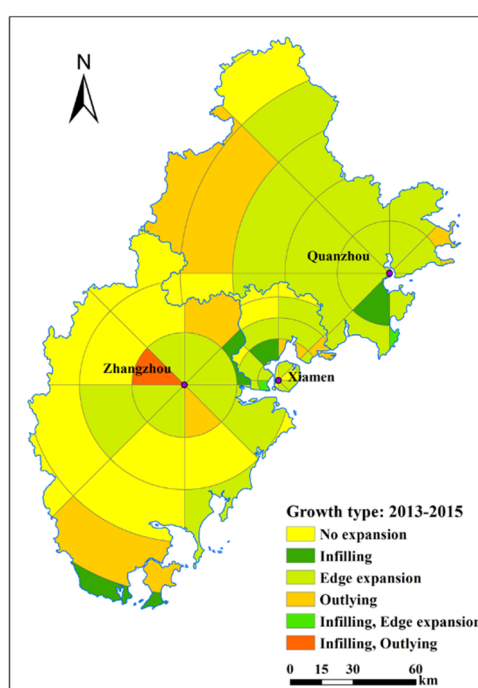 N
Quanzhou
Zhangzhou
Xiamen
Growth type: 2013-2015
No expansion
Infilling
Edge expansion
Outlying
Infilling, Edge expansion
Infilling, Outlying
0 15 30 60
km